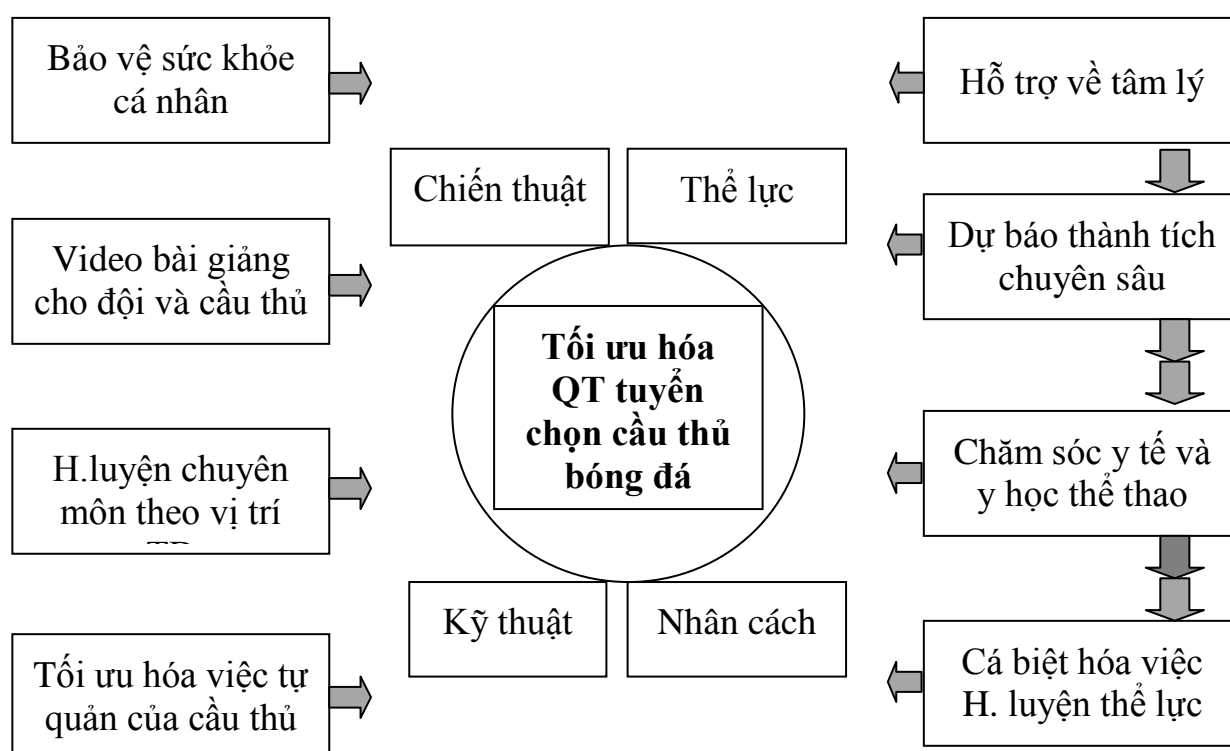 Bảo vệ sức khỏe
cá nhân
Hỗ trợ về tâm lý
Chiến thuật
Thể lực
Video bài giảng
cho đội và cầu thủ
Dự báo thành tích
chuyên sâu
Tối ưu hóa
QT tuyển
chọn cầu thủ
bóng đá
H.luyện chuyên
môn theo vị trí
Chăm sóc y tế và
y học thể thao
Kỹ thuật
Nhân cách
Tối ưu hóa việc tự
quản của cầu thủ
Cá biệt hóa việc
H. luyện thể lực